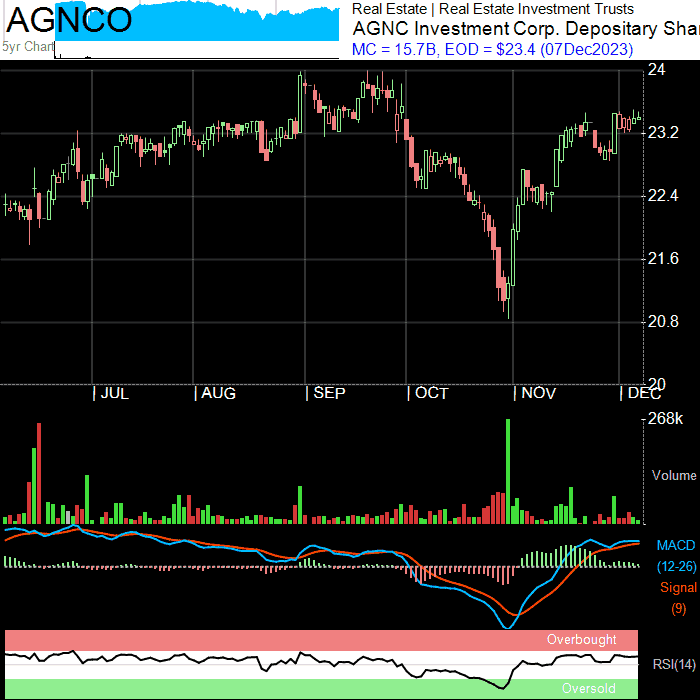 AGNCO
5yr Chart
Real Estate | Real Estate Investment Trusts
AGNC Investment Corp. Depositary Shar
MC = 15.7B, EOD = $23.4 (07Dec2023)
24
23.2
22.4
21.6
20.8
20
| JUL
| AUG
| SEP
| OCT
| NOV
| DEC
268k
Volume
MACD
(12-26)
Signal
(9)
Overbought
RSI(14)
Oversold